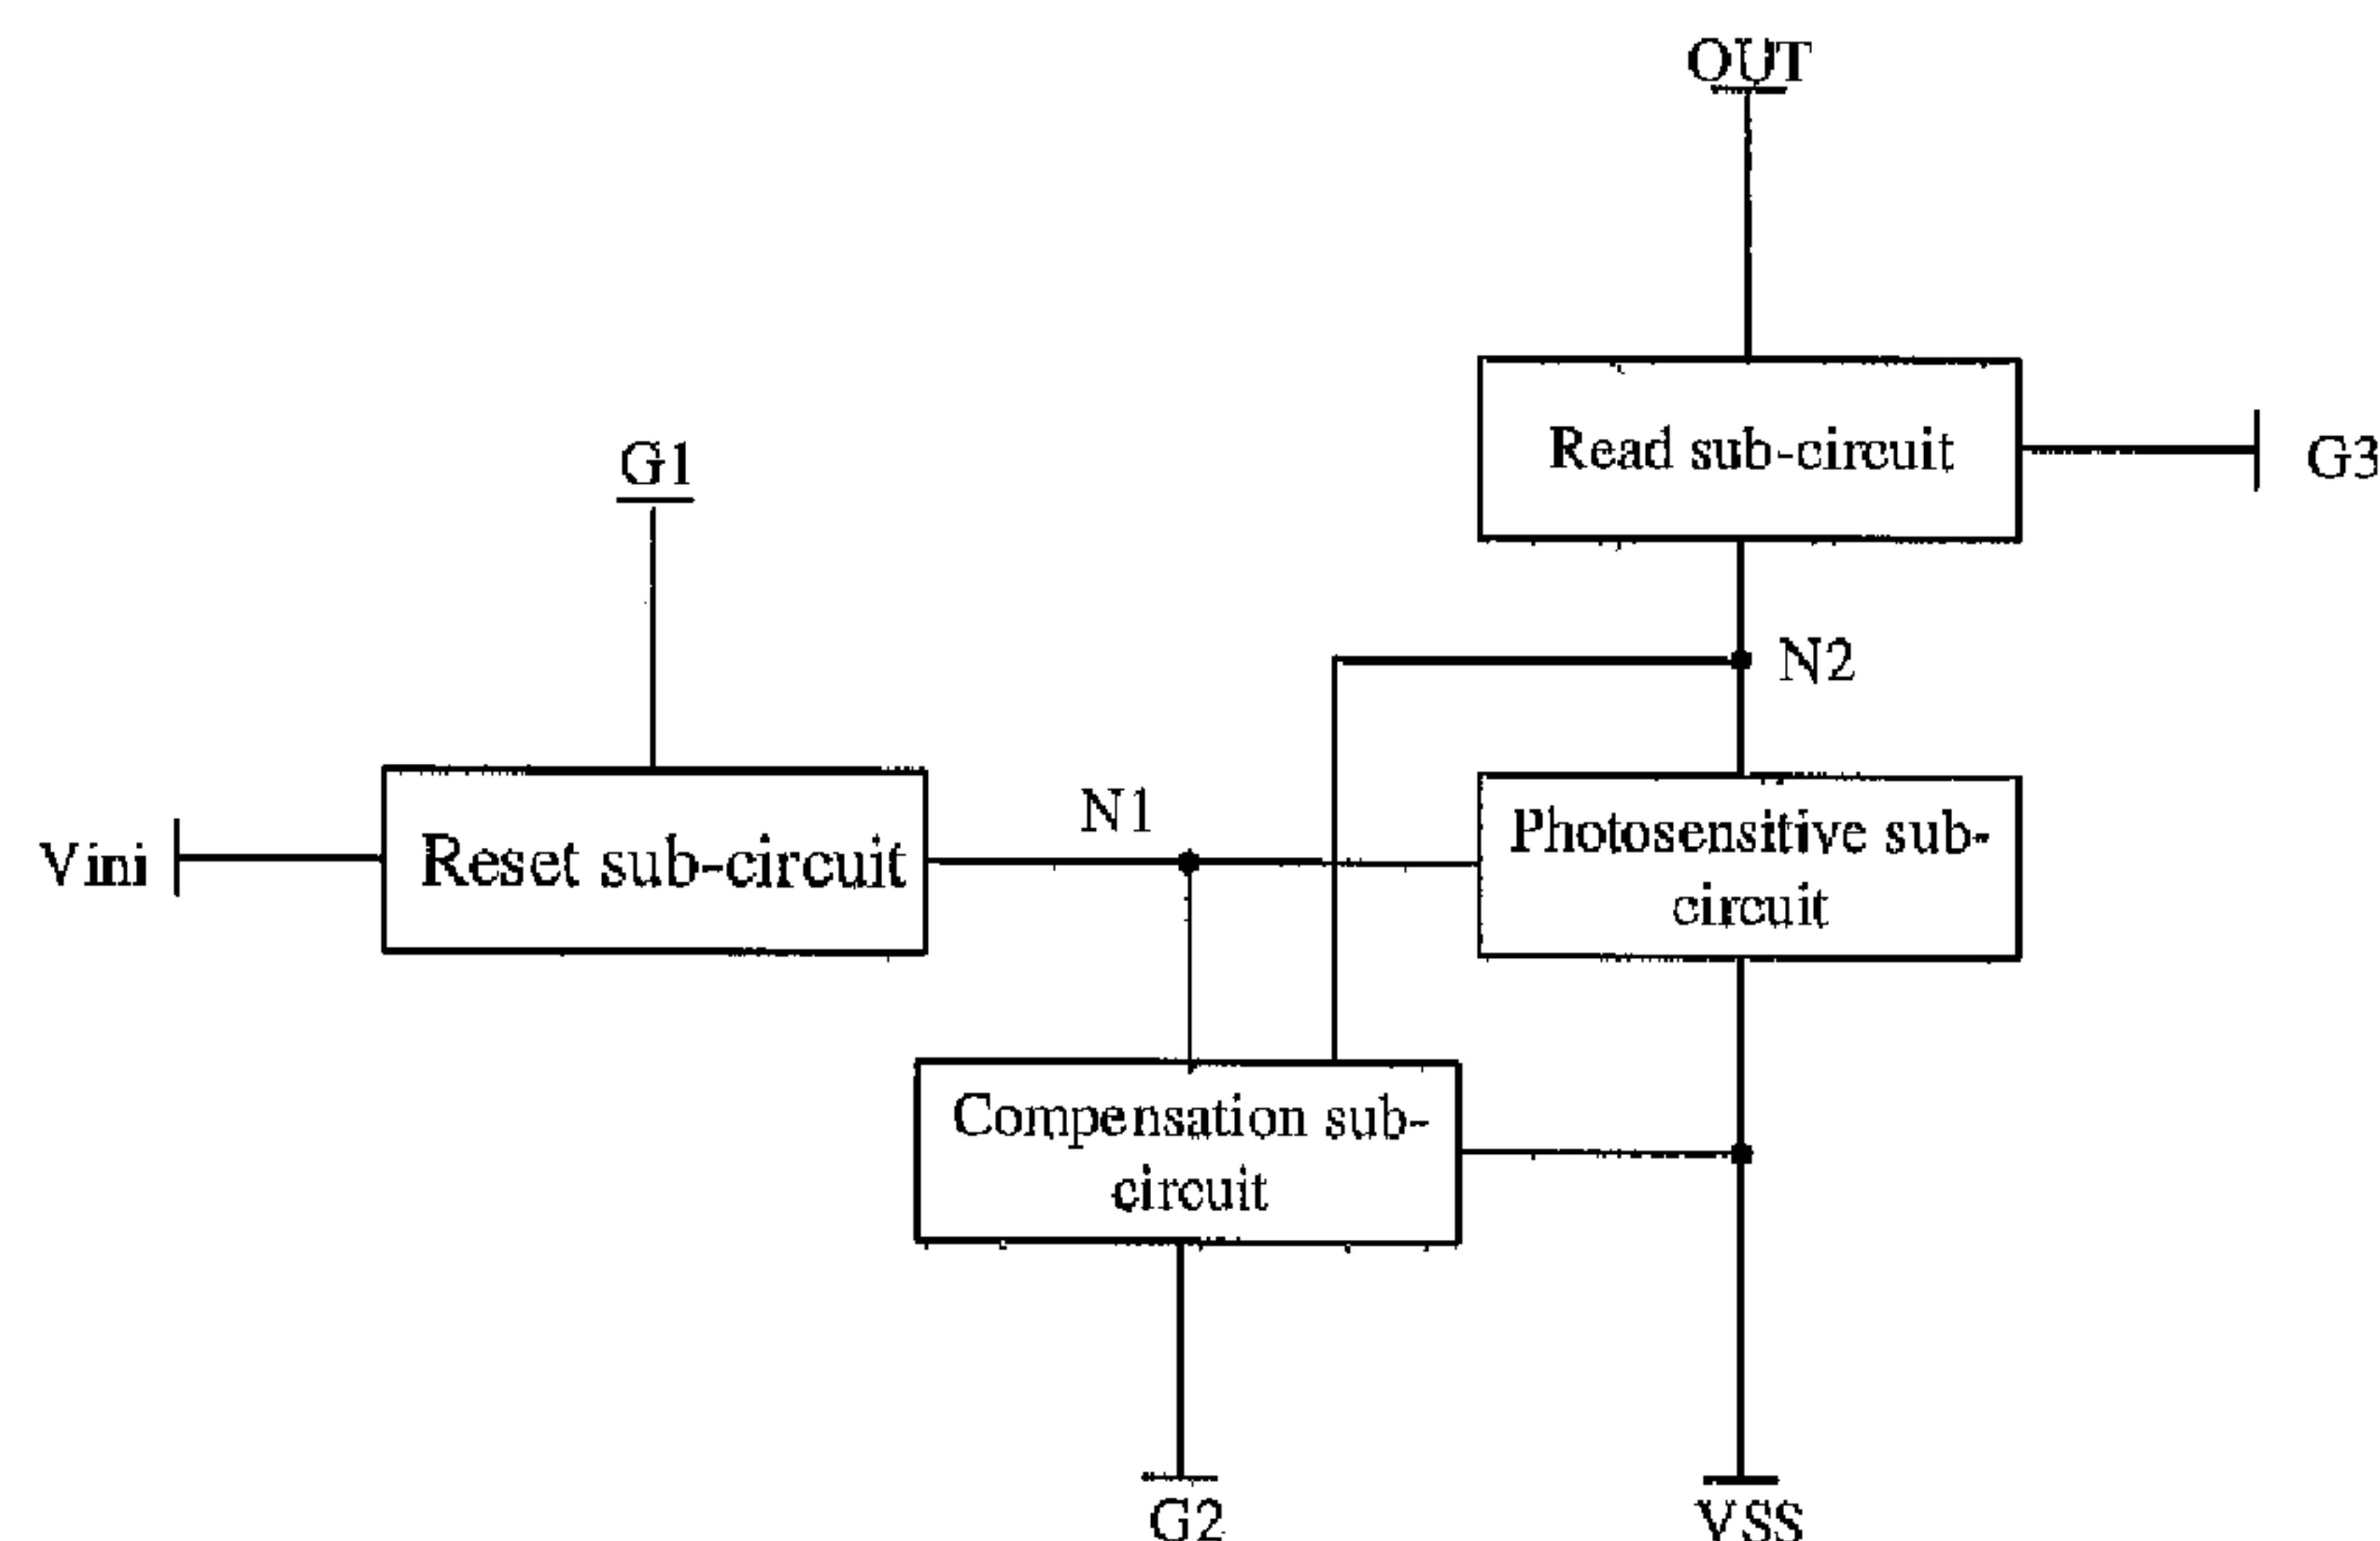 OUT
Read sub-circuit
G3
G1
N2
N1
Vini
Reset sub-circuit
Photosensitive sub-
circuit
Compensation sub-
circuit
G2
VSS